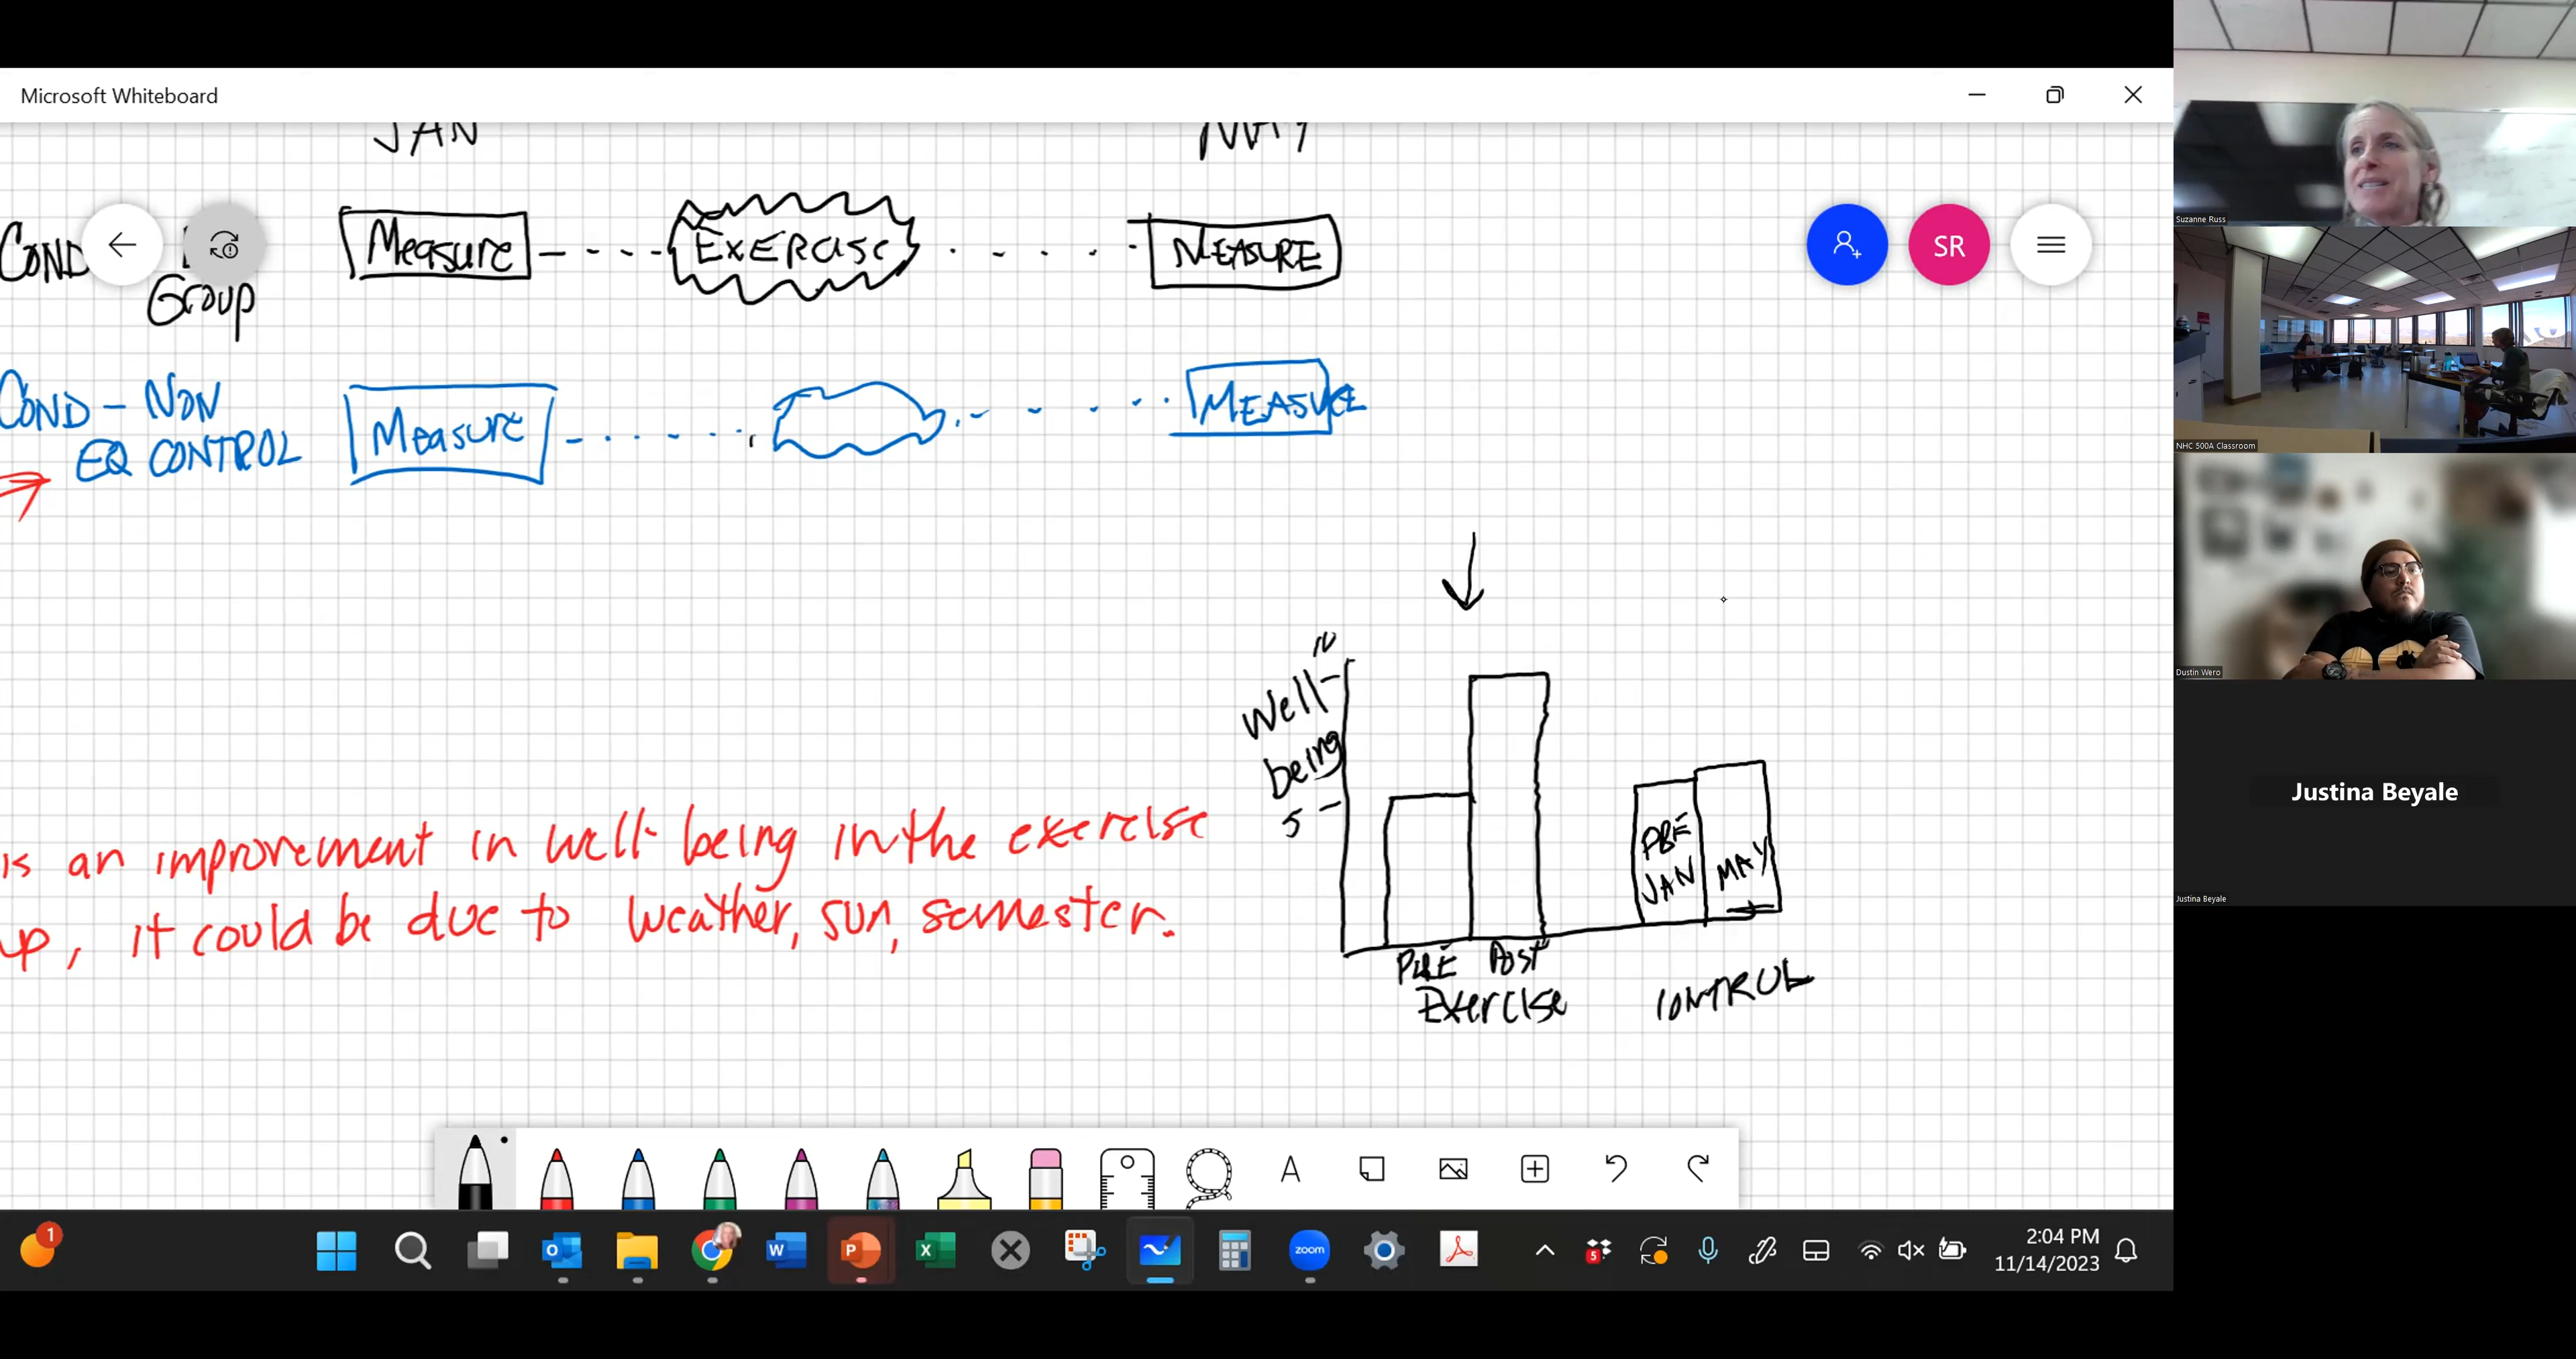 Microsoft Whiteboard
JAN
MAY
COND
Group
Measure
EXERCISE
MEASURE
SR
COND - NON
EQ CONTROL
Measure
MEASURE
Well-
being
10
5
PRE
JAN
MAY
PRE Post
Exercise
CONTROL
is an improvement in well-being in the exercise
up, it could be due to weather, sun, semester.
Suzanne Russ
NHC 500A Classroom
Dustin Wero
Justina Beyale
Justina Beyale
A
1
O
W
P
X
zoom
5
2:04 PM
11/14/2023